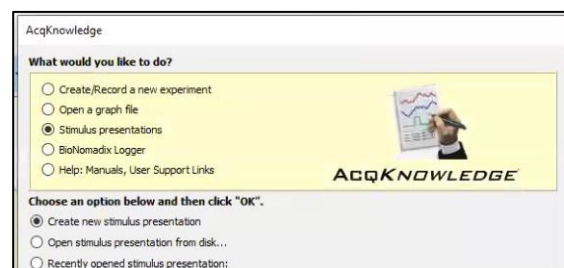 AcqKnowledge
What would you like to do?
Create/Record a new experiment
Open a graph file
Stimulus presentations
BioNomadix Logger
Help: Manuals, User Support Links
ACQKNOWLEDGE
Choose an option below and then click "OK".
Create new stimulus presentation
Open stimulus presentation from disk...
Recently opened stimulus presentation: